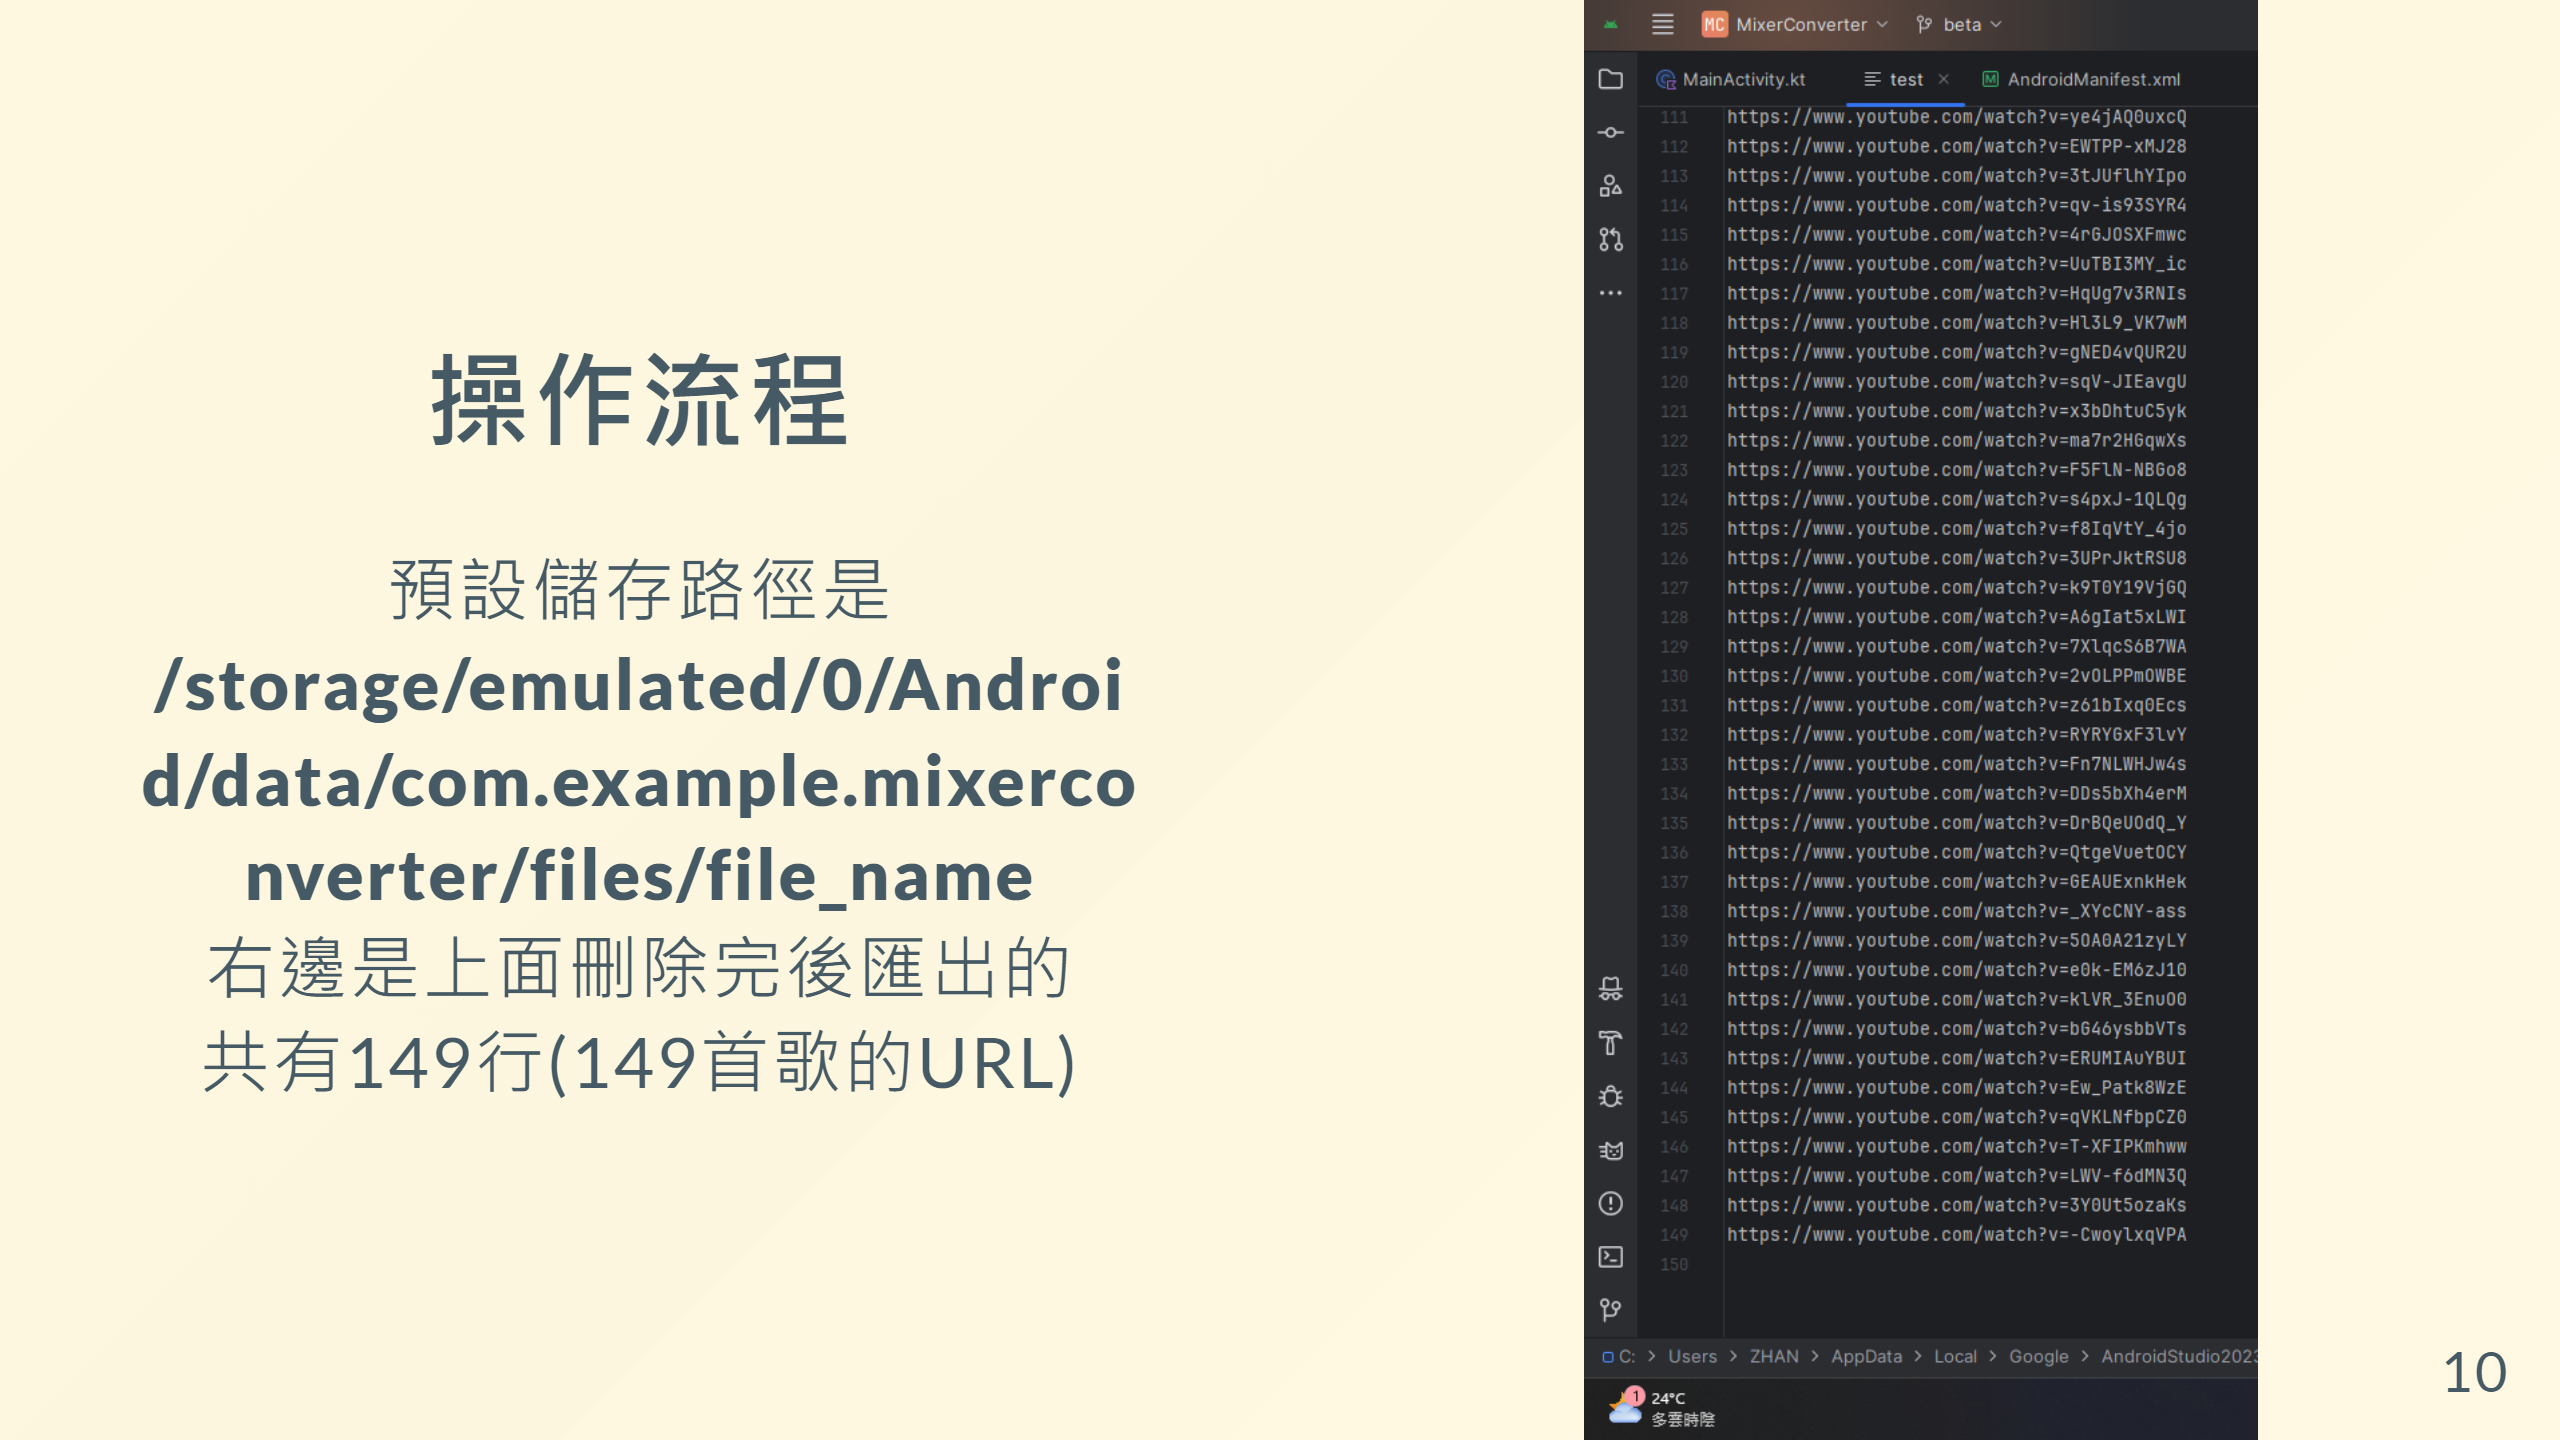 操作流程
預設儲存路徑是
/storage/emulated/0/Androi
d/data/com.example.mixerco
nverter/files/file_name
右邊是上面刪除完後匯出的
共有149行(149首歌的URL)
MC MixerConverter beta
MainActivity.kt test AndroidManifest.xml
111 https://www.youtube.com/watch?v=ye4jAQ0uxcQ
112 https://www.youtube.com/watch?v=EWTPP-xMJ28
113 https://www.youtube.com/watch?v=3tJUflhYIpo
114 https://www.youtube.com/watch?v=qv-is93SYR4
115 https://www.youtube.com/watch?v=4rGJOSXFmwc
116 https://www.youtube.com/watch?v=UuTBI3MY_ic
117 https://www.youtube.com/watch?v=HqUg7v3RNIs
118 https://www.youtube.com/watch?v=Hl3L9_VK7wM
119 https://www.youtube.com/watch?v=gNED4vQUR2U
120 https://www.youtube.com/watch?v=sqV-JIEavgU
121 https://www.youtube.com/watch?v=x3bDhtuC5yk
122 https://www.youtube.com/watch?v=ma7r2HGqwXs
123 https://www.youtube.com/watch?v=F5FlN-NBGo8
124 https://www.youtube.com/watch?v=s4pxJ-1QLQg
125 https://www.youtube.com/watch?v=f8IqVtY_4jo
126 https://www.youtube.com/watch?v=3UPrJktRSU8
127 https://www.youtube.com/watch?v=k9T0Y19VjGQ
128 https://www.youtube.com/watch?v=A6gIat5xLWI
129 https://www.youtube.com/watch?v=7XlqcS6B7WA
130 https://www.youtube.com/watch?v=2vOLPPmOWBE
131 https://www.youtube.com/watch?v=z61bIxq0Ecs
132 https://www.youtube.com/watch?v=RYRYGxF3lvY
133 https://www.youtube.com/watch?v=Fn7NLWHJw4s
134 https://www.youtube.com/watch?v=DDs5bXh4erM
135 https://www.youtube.com/watch?v=DrBQeUOdQ_Y
136 https://www.youtube.com/watch?v=QtgeVuetOCY
137 https://www.youtube.com/watch?v=GEAUExnkHek
138 https://www.youtube.com/watch?v=_XYcCNY-ass
139 https://www.youtube.com/watch?v=5OA0A21zyLY
140 https://www.youtube.com/watch?v=e0k-EM6zJ10
141 https://www.youtube.com/watch?v=klVR_3EnuO0
142 https://www.youtube.com/watch?v=bG46ysbbVTs
143 https://www.youtube.com/watch?v=ERUMIAuYBUI
144 https://www.youtube.com/watch?v=Ew_Patk8WzE
145 https://www.youtube.com/watch?v=qVKLNfbpCZ0
146 https://www.youtube.com/watch?v=T-XFIPKmhww
147 https://www.youtube.com/watch?v=LWV-f6dMN3Q
148 https://www.youtube.com/watch?v=3Y0Ut5ozaKs
149 https://www.youtube.com/watch?v=-CwoylxqVPA
150
C: > Users > ZHAN > AppData > Local > Google > AndroidStudio2023
1 24°C
多雲時陰
10